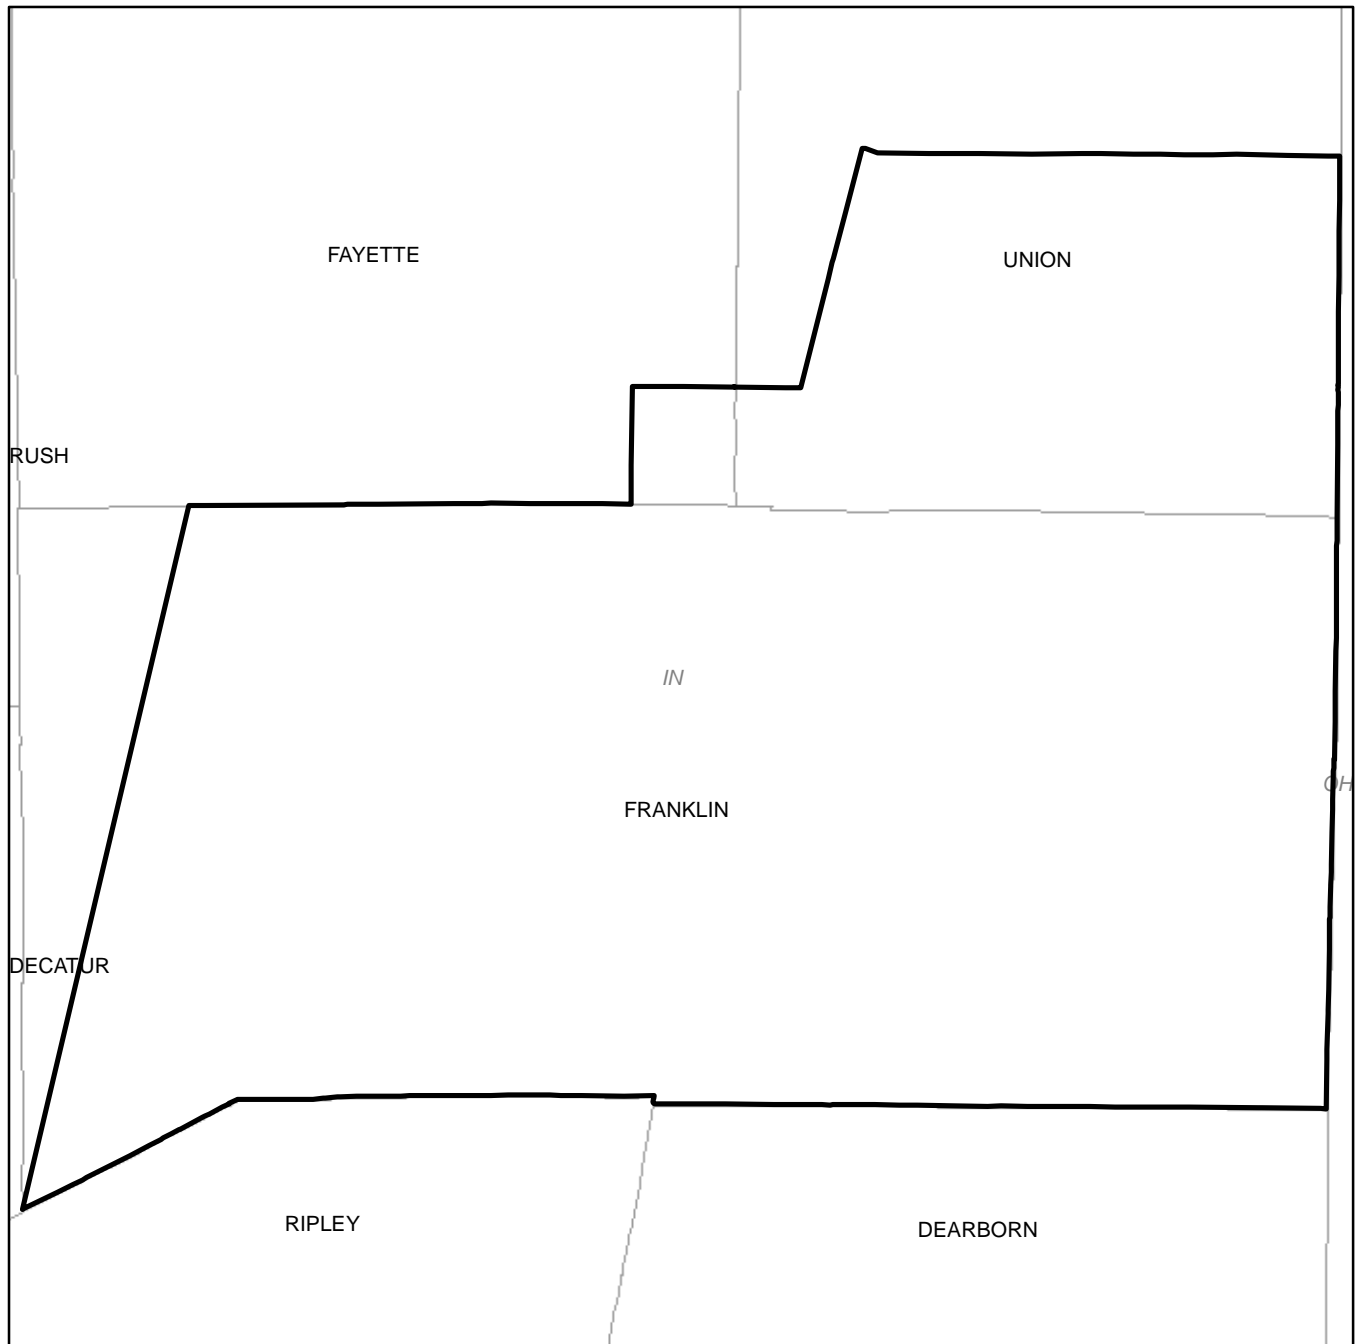 FAYETTE
UNION
RUSH
IN
OH
FRANKLIN
DECATUR
RIPLEY
DEARBORN